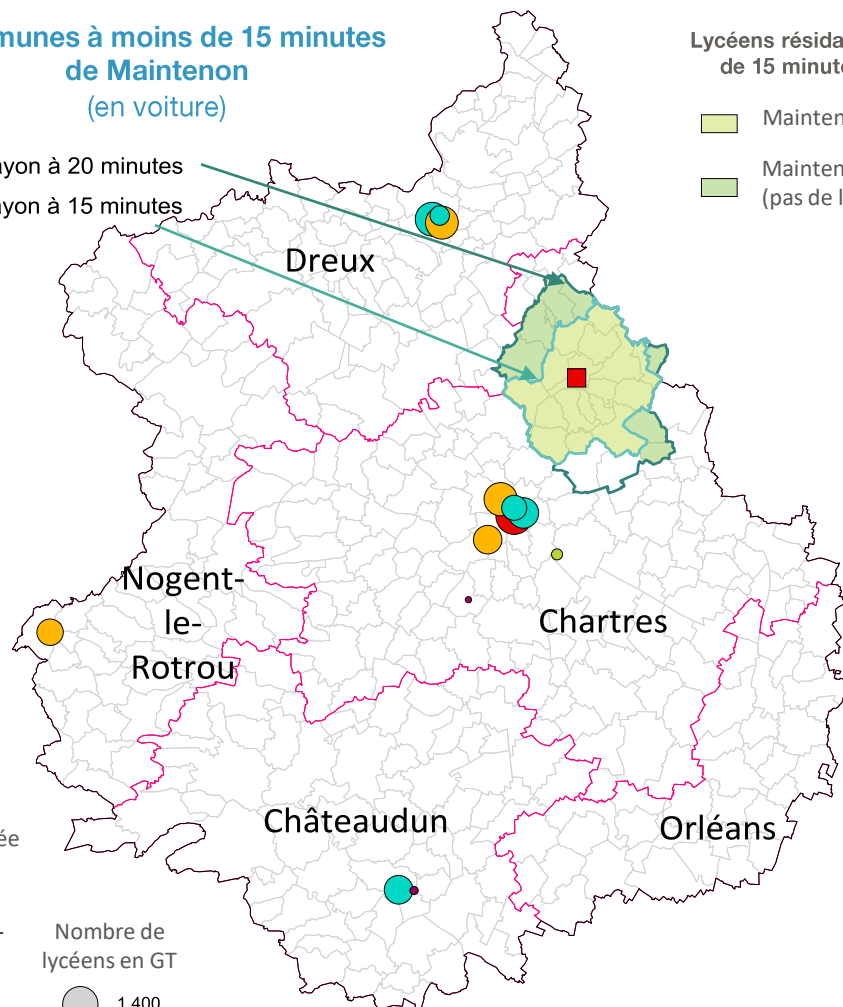 munes à moins de 15 minutes
de Maintenon
(en voiture)
Lycéens résida
de 15 minut
Mainten
Mainten
(pas de l
ayon à 20 minutes
ayon à 15 minutes
Dreux
Nogent-
le-
Rotrou
Chartres
Châteaudun
Orléans
ée
-
Nombre de
lycéens en GT
1 400